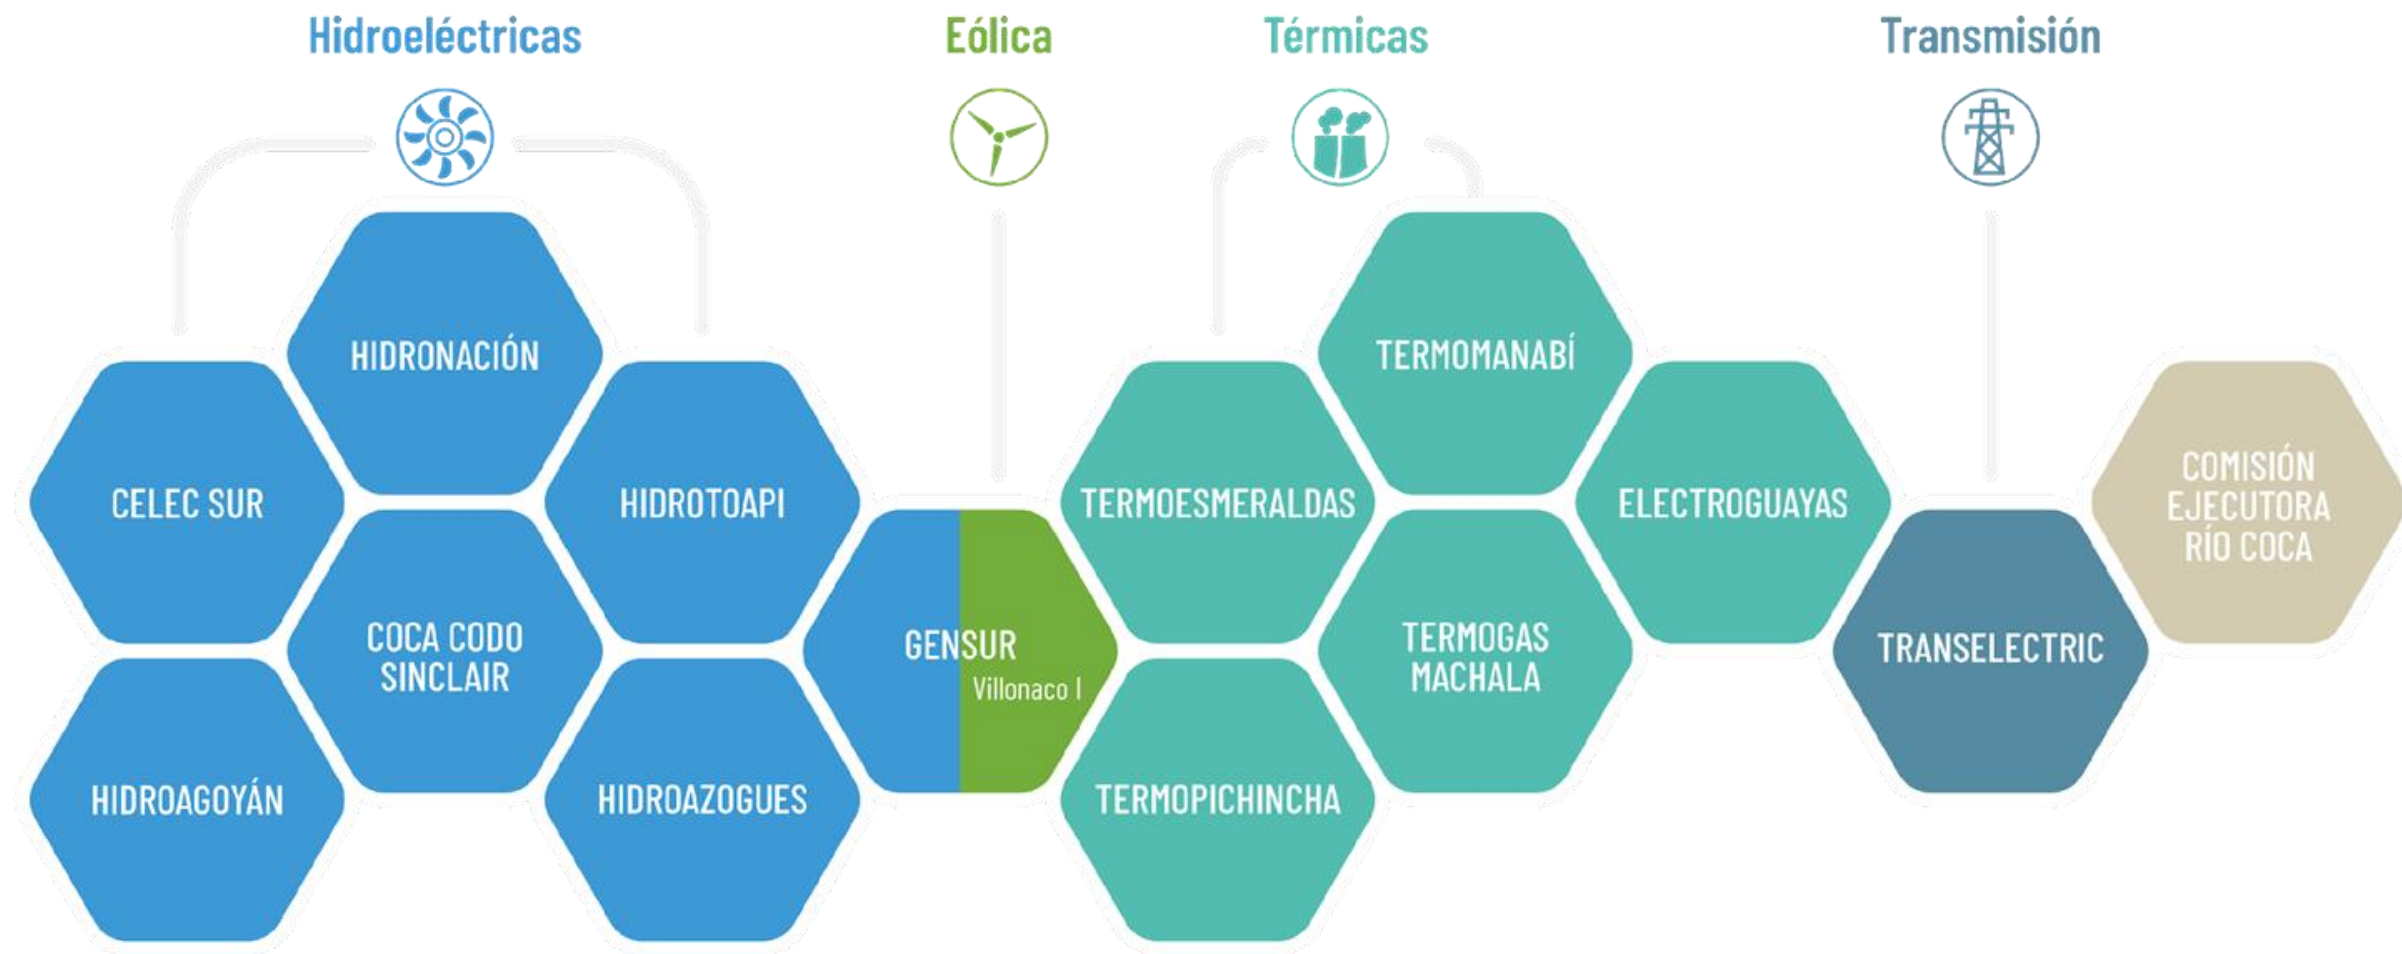 Hidroeléctricas
Eólica
Térmicas
Transmisión
HIDRONACIÓN
TERMOMANABÍ
CELEC SUR
HIDROTOAPI
TERMOESMERALDAS
ELECTROGUAYAS
COMISIÓN
EJECUTORA
RÍO COCA
COCA CODO
SINCLAIR
GENSUR
Villonaco I
TERMOGAS
MACHALA
TRANSELECTRIC
HIDROAGOYÁN
HIDROAZOGUES
TERMOPICHINCHA